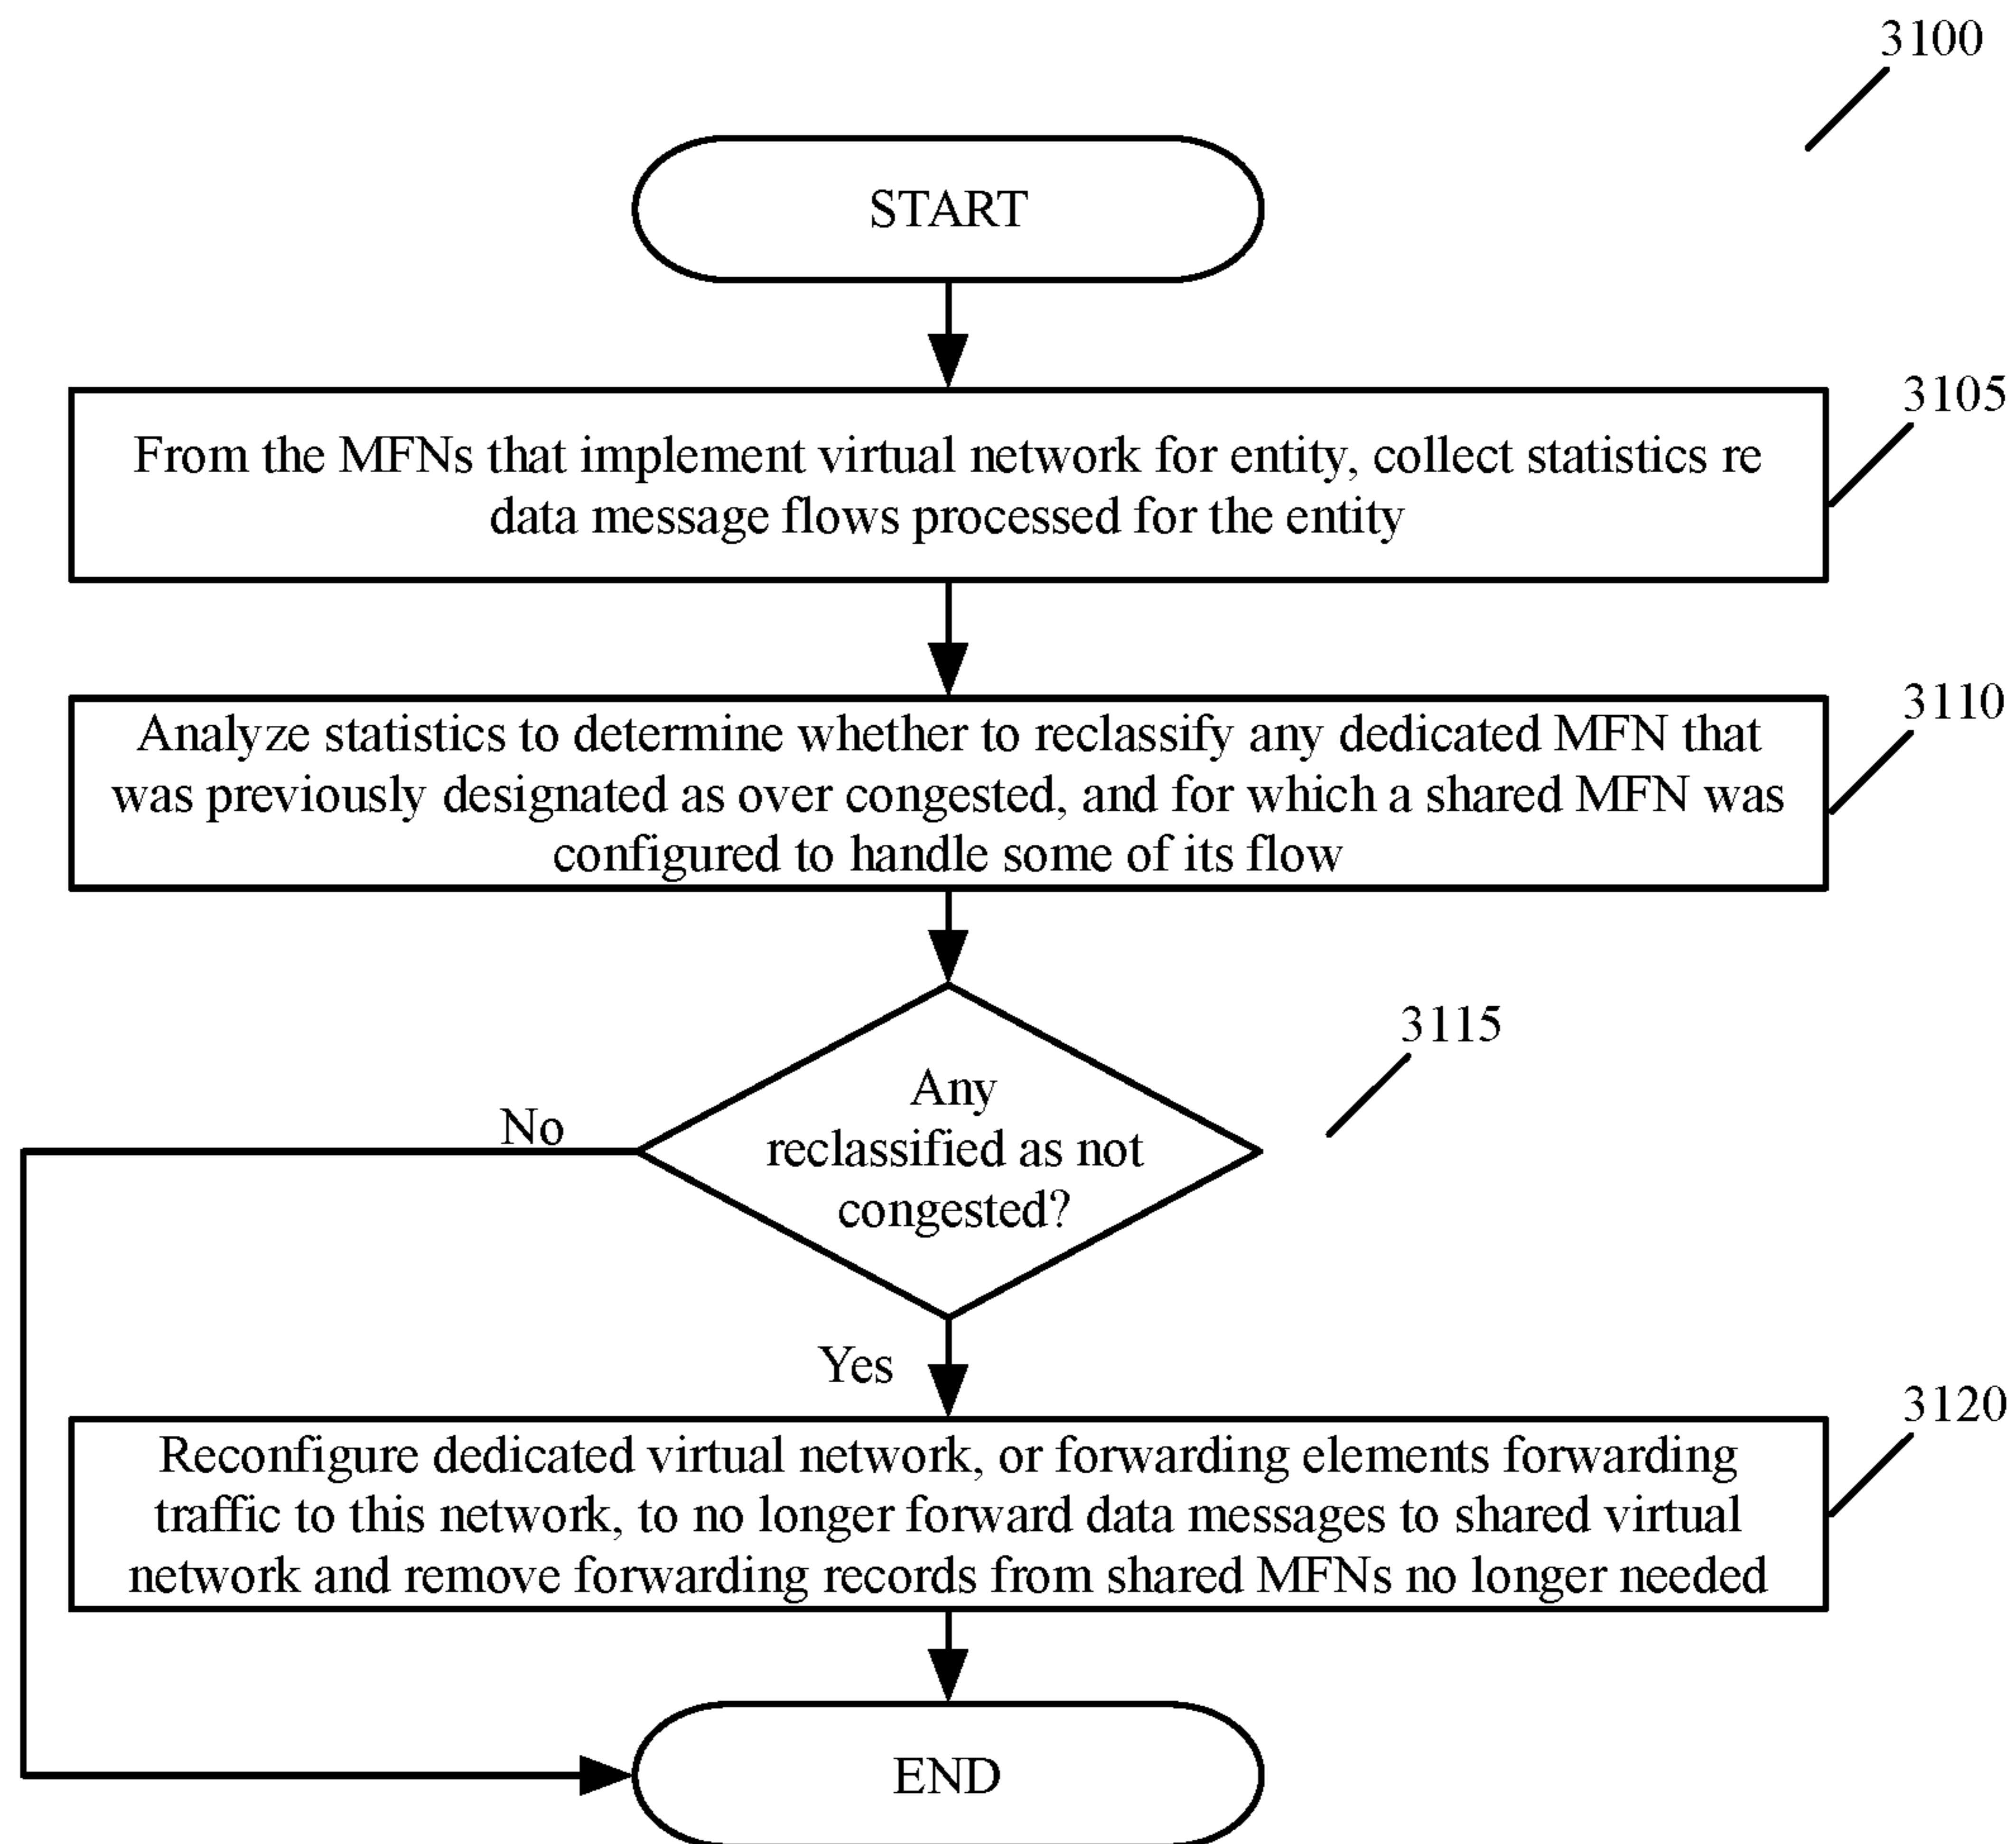 3100
START
3105
From the MFNs that implement virtual network for entity, collect statistics re
data message flows processed for the entity
3110
Analyze statistics to determine whether to reclassify any dedicated MFN that
was previously designated as over congested, and for which a shared MFN was
configured to handle some of its flow
3115
Any
reclassified as not
congested?
No
Yes
3120
Reconfigure dedicated virtual network, or forwarding elements forwarding
traffic to this network, to no longer forward data messages to shared virtual
network and remove forwarding records from shared MFNs no longer needed
END